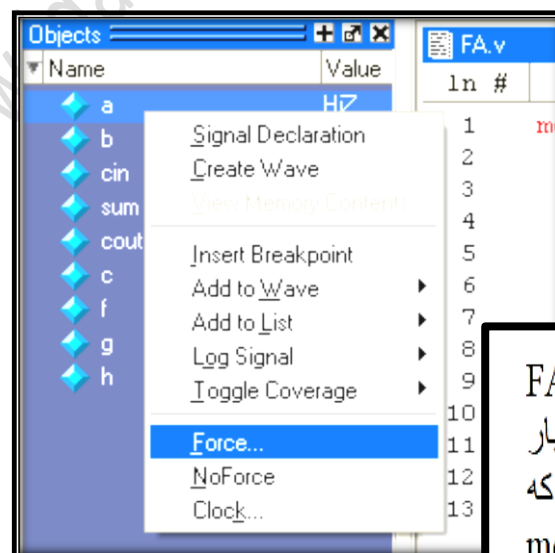 Objects
Name Value
a HiZ
b
cin
sum
cout
c
f
g
h
Signal Declaration
Create Wave
View Memory Contents
Insert Breakpoint
Add to Wave
Add to List
Log Signal
Toggle Coverage
Force...
NoForce
Clock...
FA.v
ln #
1
2
3
4
5
6
7
8
9
10
11
12
13
FA
که